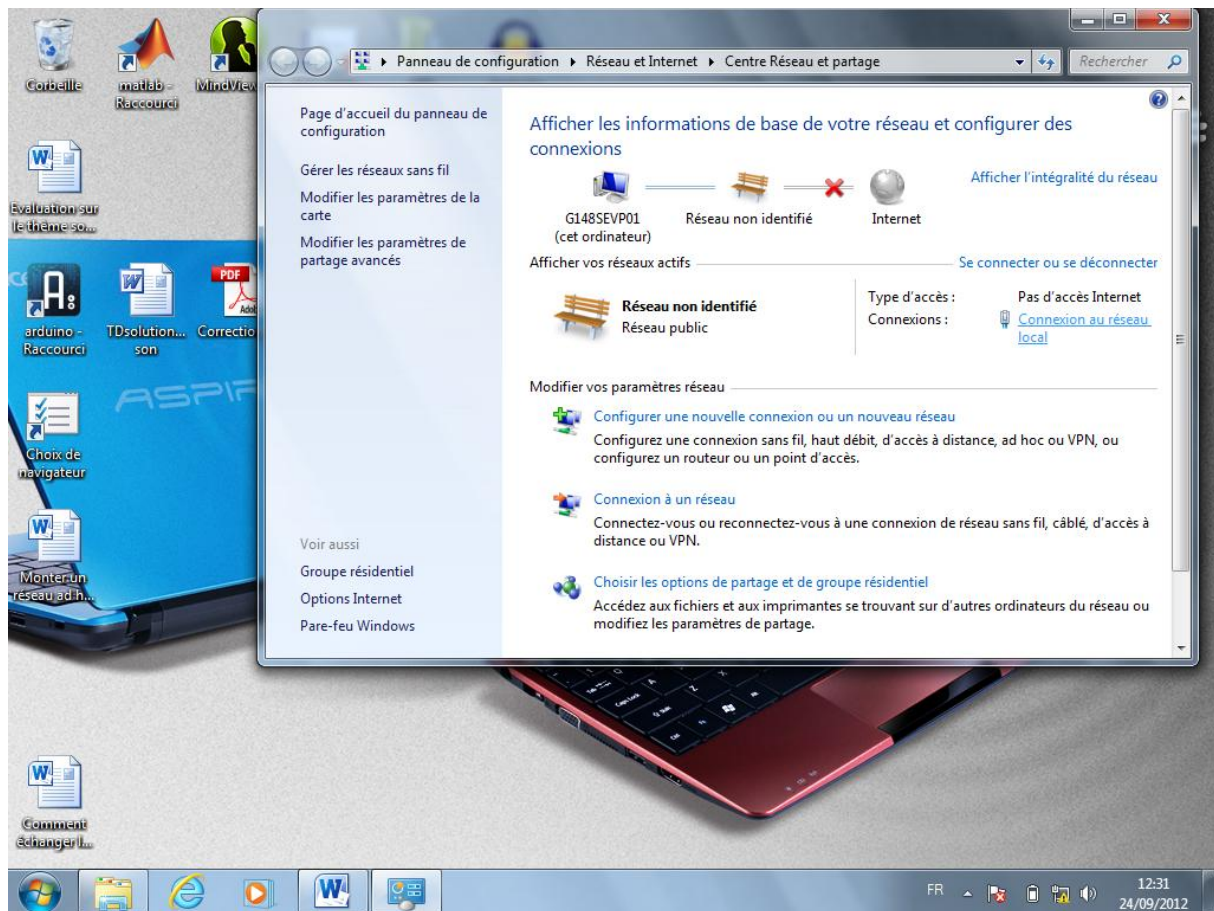 Corbeille
matlab -
Raccourci
MindView
Evaluation sur
le thème so...
arduino -
Raccourci
TDsolution...
son
PDF
Adob
Correctio
ASPIR
Choix de
navigateur
Monter un
réseau ad h...
Comment
échanger l...
Panneau de configuration
Réseau et Internet
Centre Réseau et partage
Rechercher
Page d'accueil du panneau de
configuration
Gérer les réseaux sans fil
Modifier les paramètres de la
carte
Modifier les paramètres de
partage avancés
Voir aussi
Groupe résidentiel
Options Internet
Pare-feu Windows
Afficher les informations de base de votre réseau et configurer des
connexions
Afficher l'intégralité du réseau
G148SEVP01
(cet ordinateur)
Réseau non identifié
Internet
Afficher vos réseaux actifs
Se connecter ou se déconnecter
Réseau non identifié
Réseau public
Type d'accès : Pas d'accès Internet
Connexions : Connexion au réseau
local
Modifier vos paramètres réseau
Configurer une nouvelle connexion ou un nouveau réseau
Configurez une connexion sans fil, haut débit, d'accès à distance, ad hoc ou VPN, ou
configurez un routeur ou un point d'accès.
Connexion à un réseau
Connectez-vous ou reconnectez-vous à une connexion de réseau sans fil, câblé, d'accès à
distance ou VPN.
Choisir les options de partage et de groupe résidentiel
Accédez aux fichiers et aux imprimantes se trouvant sur d'autres ordinateurs du réseau ou
modifiez les paramètres de partage.
FR
12:31
24/09/2012